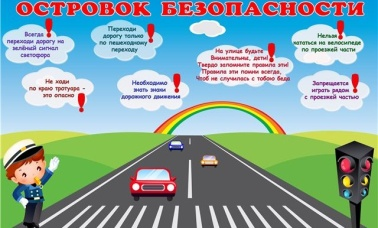 ОСТРОВОК БЕЗОПАСНОСТИ
Всегда
переходи дорогу на
зелёный сигнал
светофора
Переходи
дорогу только
по пешеходному
переходу
На улице будьте
внимательны, дети!
Твердо запомните правила эти!
Правила эти помни всегда,
Чтоб не случилась с тобою беда
Нельзя
кататься на велосипеде
по проезжей части
Не ходи
по краю тротуара –
это опасно
Необходимо
знать знаки
дорожного движения
Запрещается
играть рядом
с проезжей частью